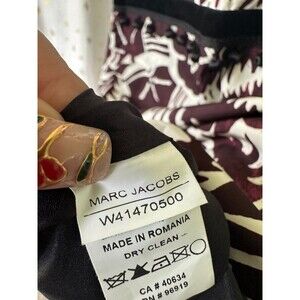 MARC JACOBS
W41470500
MADE IN ROMANIA
DRY CLEAN
CA # 40634
RN # 96919